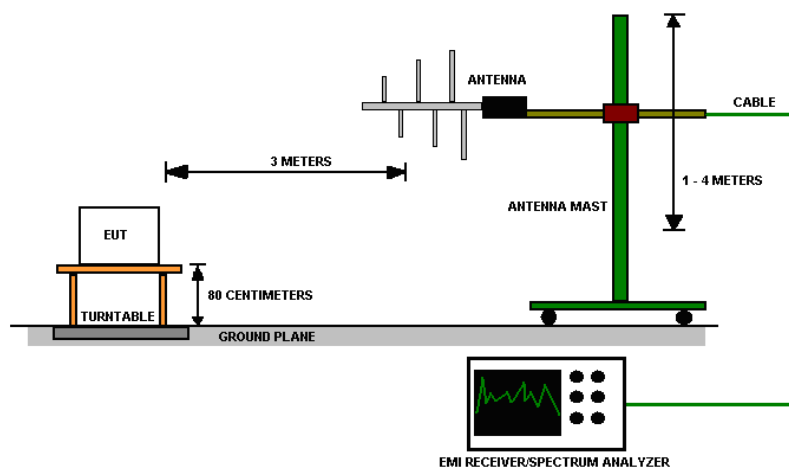 ANTENNA
CABLE
3 METERS
1 - 4 METERS
ANTENNA MAST
EUT
80 CENTIMETERS
TURNTABLE
GROUND PLANE
EMI RECEIVER/SPECTRUM ANALYZER